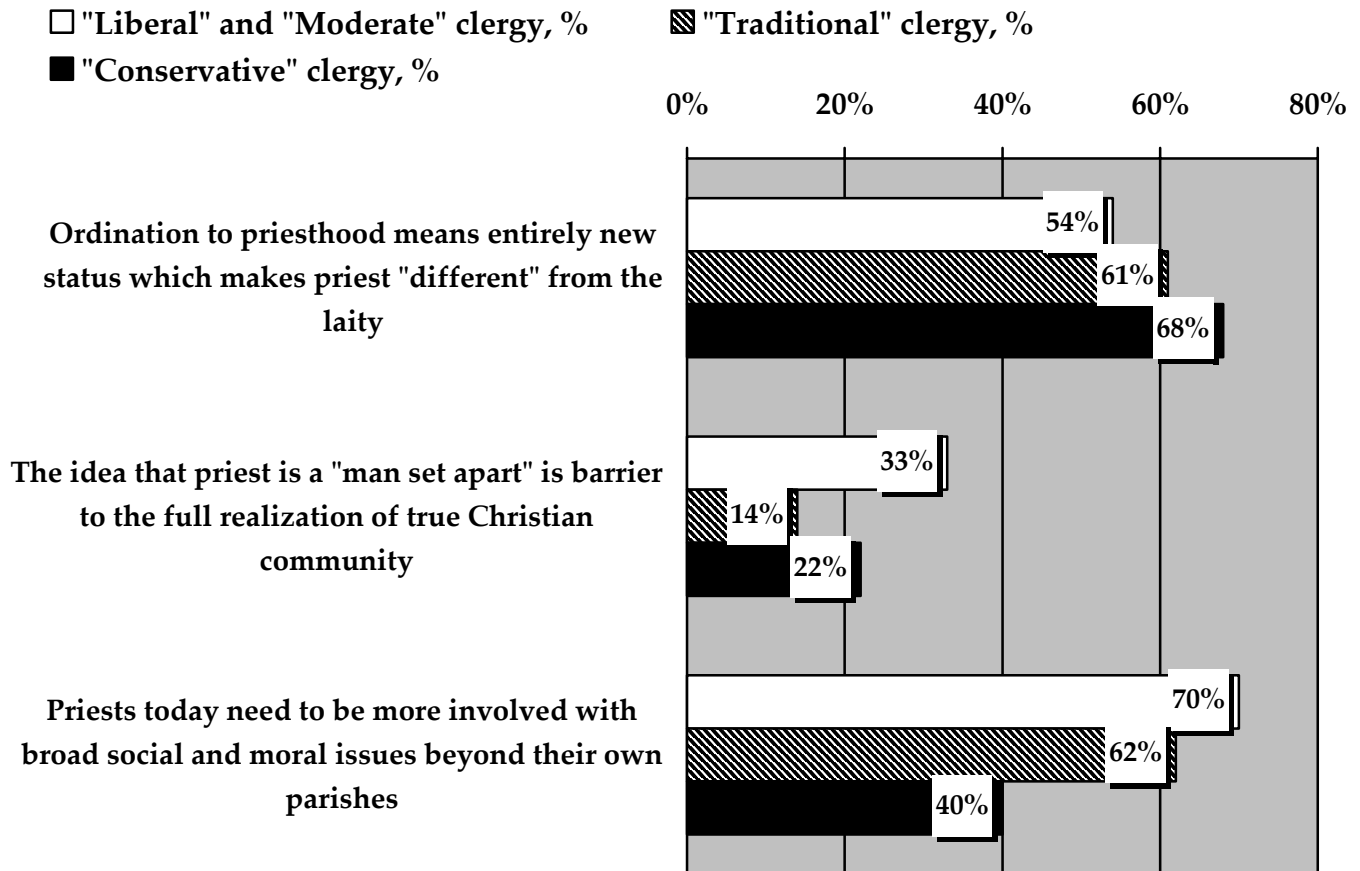 "Liberal" and "Moderate" clergy, %
"Traditional" clergy, %
"Conservative" clergy, %
0% 20% 40% 60% 80%
Ordination to priesthood means entirely new
status which makes priest "different" from the
laity
54%
61%
68%
The idea that priest is a "man set apart" is barrier
to the full realization of true Christian
community
33%
14%
22%
Priests today need to be more involved with
broad social and moral issues beyond their own
parishes
70%
62%
40%